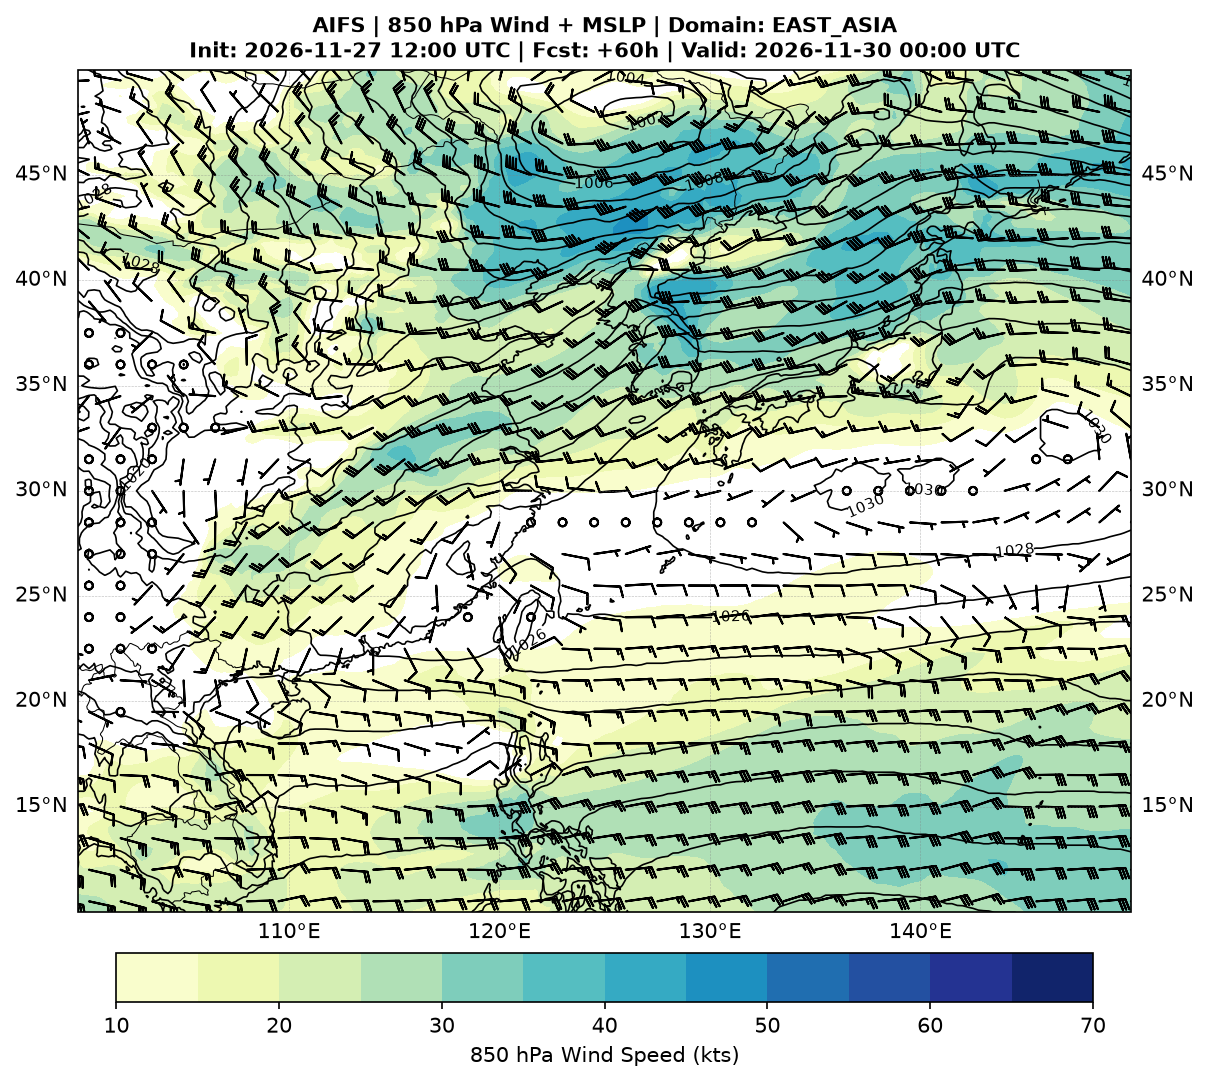 AIFS | 850 hPa Wind + MSLP | Domain: EAST_ASIA
Init: 2026-11-27 12:00 UTC | Fcst: +60h | Valid: 2026-11-30 00:00 UTC
1004
1006
1008
1028
1020
1030
1030
1028
1026
1026
45°N
40°N
35°N
30°N
25°N
20°N
15°N
45°N
40°N
35°N
30°N
25°N
20°N
15°N
110°E
120°E
130°E
140°E
10
20
30
40
50
60
70
850 hPa Wind Speed (kts)